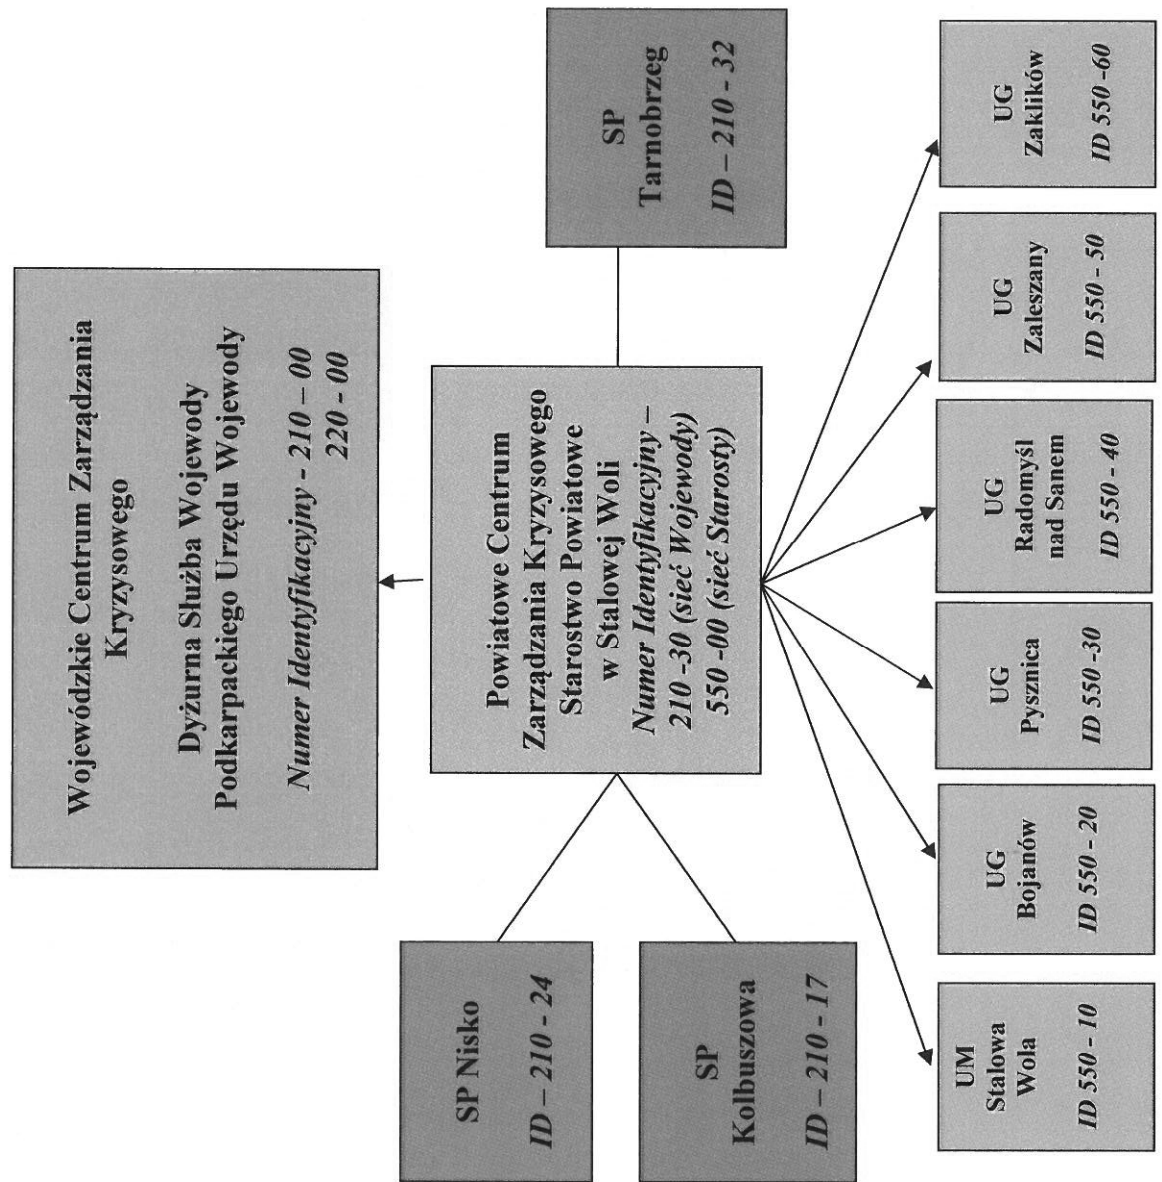 Wojewódzkie Centrum Zarządzania
Kryzysowego
Dyżurna Służba Wojewody
Podkarpackiego Urzędu Wojewody
Numer Identyfikacyjny - 210 – 00
220 - 00
SP Nisko
ID – 210 - 24
SP
Kolbuszowa
ID – 210 - 17
Powiatowe Centrum
Zarządzania Kryzysowego
Starostwo Powiatowe
w Stalowej Woli
Numer Identyfikacyjny –
210 -30 (sieć Wojewody)
550 -00 (sieć Starosty)
SP
Tarnobrzeg
ID – 210 - 32
UM
Stalowa
Wola
ID 550 - 10
UG
Bojanów
ID 550 - 20
UG
Pysznica
ID 550 -30
UG
Radomyśl
nad Sanem
ID 550 - 40
UG
Zaleszany
ID 550 - 50
UG
Zaklików
ID 550 -60